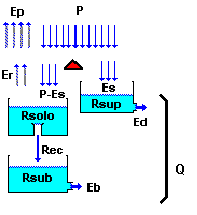 Ep P
Er
P-Es Es
Rsolo Rsup
Ed
Rec Q
Rsub
Eb